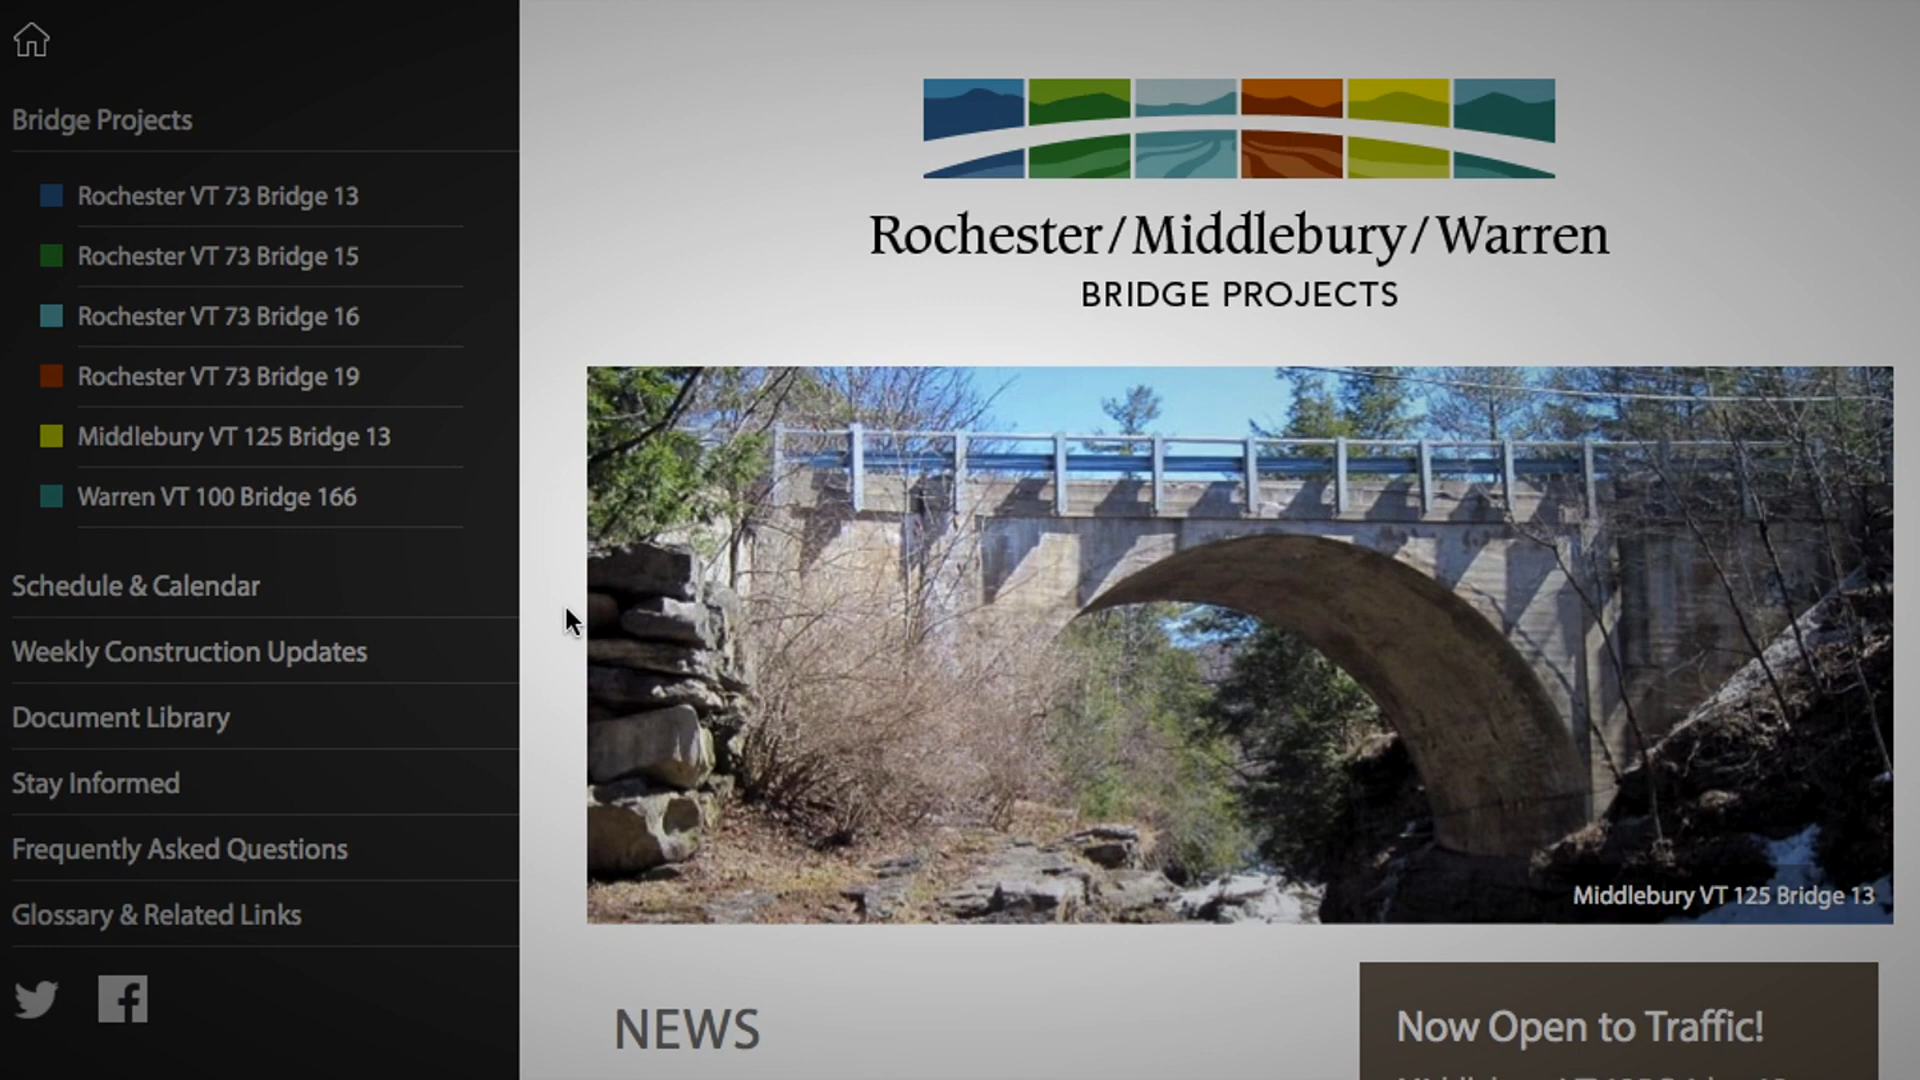 Bridge Projects
Rochester VT 73 Bridge 13
Rochester VT 73 Bridge 15
Rochester VT 73 Bridge 16
Rochester VT 73 Bridge 19
Middlebury VT 125 Bridge 13
Warren VT 100 Bridge 166
Schedule & Calendar
Weekly Construction Updates
Document Library
Stay Informed
Frequently Asked Questions
Glossary & Related Links
Rochester/Middlebury/Warren
BRIDGE PROJECTS
Middlebury VT 125 Bridge 13
NEWS
Now Open to Traffic!